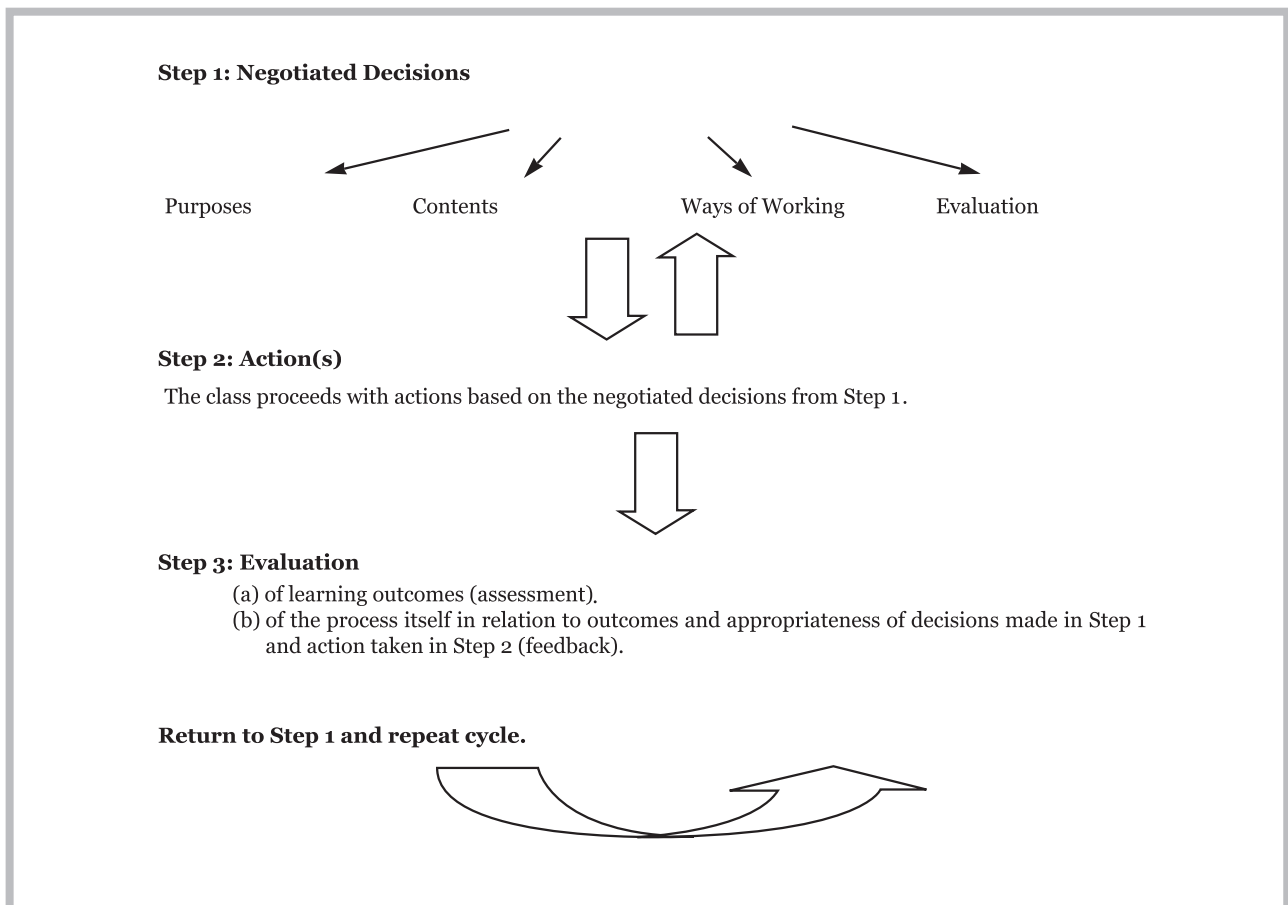 Step 1: Negotiated Decisions
Purposes Contents Ways of Working Evaluation
Step 2: Action(s)
The class proceeds with actions based on the negotiated decisions from Step 1.
Step 3: Evaluation
(a) of learning outcomes (assessment).
(b) of the process itself in relation to outcomes and appropriateness of decisions made in Step 1
and action taken in Step 2 (feedback).
Return to Step 1 and repeat cycle.